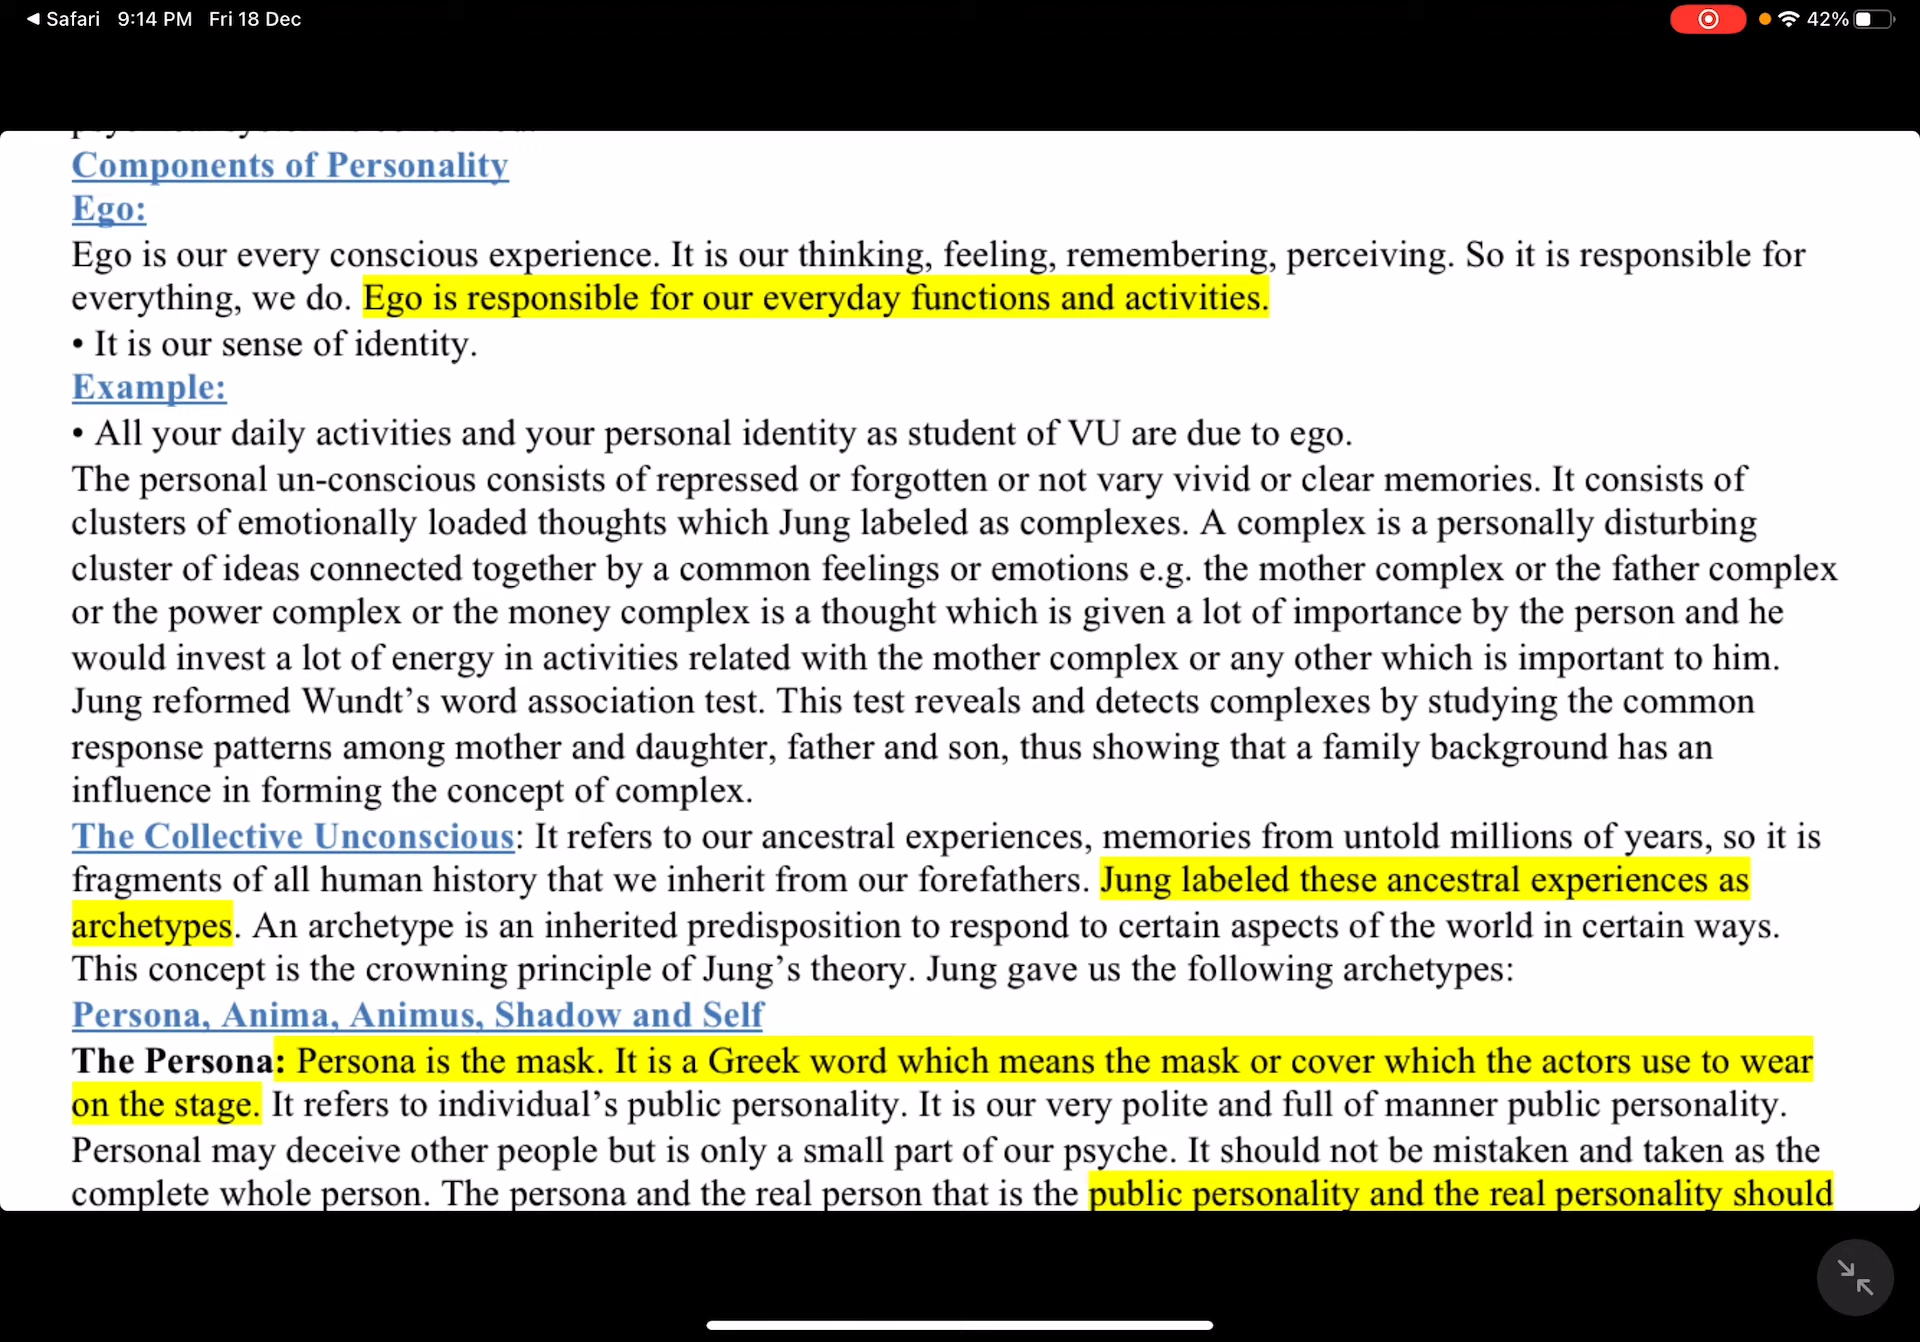 ◀ Safari 9:14 PM Fri 18 Dec 42%
Components of Personality
Ego:
Ego is our every conscious experience. It is our thinking, feeling, remembering, perceiving. So it is responsible for
everything, we do. Ego is responsible for our everyday functions and activities.
• It is our sense of identity.
Example:
• All your daily activities and your personal identity as student of VU are due to ego.
The personal un-conscious consists of repressed or forgotten or not vary vivid or clear memories. It consists of
clusters of emotionally loaded thoughts which Jung labeled as complexes. A complex is a personally disturbing
cluster of ideas connected together by a common feelings or emotions e.g. the mother complex or the father complex
or the power complex or the money complex is a thought which is given a lot of importance by the person and he
would invest a lot of energy in activities related with the mother complex or any other which is important to him.
Jung reformed Wundt’s word association test. This test reveals and detects complexes by studying the common
response patterns among mother and daughter, father and son, thus showing that a family background has an
influence in forming the concept of complex.
The Collective Unconscious: It refers to our ancestral experiences, memories from untold millions of years, so it is
fragments of all human history that we inherit from our forefathers. Jung labeled these ancestral experiences as
archetypes. An archetype is an inherited predisposition to respond to certain aspects of the world in certain ways.
This concept is the crowning principle of Jung’s theory. Jung gave us the following archetypes:
Persona, Anima, Animus, Shadow and Self
The Persona: Persona is the mask. It is a Greek word which means the mask or cover which the actors use to wear
on the stage. It refers to individual’s public personality. It is our very polite and full of manner public personality.
Personal may deceive other people but is only a small part of our psyche. It should not be mistaken and taken as the
complete whole person. The persona and the real person that is the public personality and the real personality should